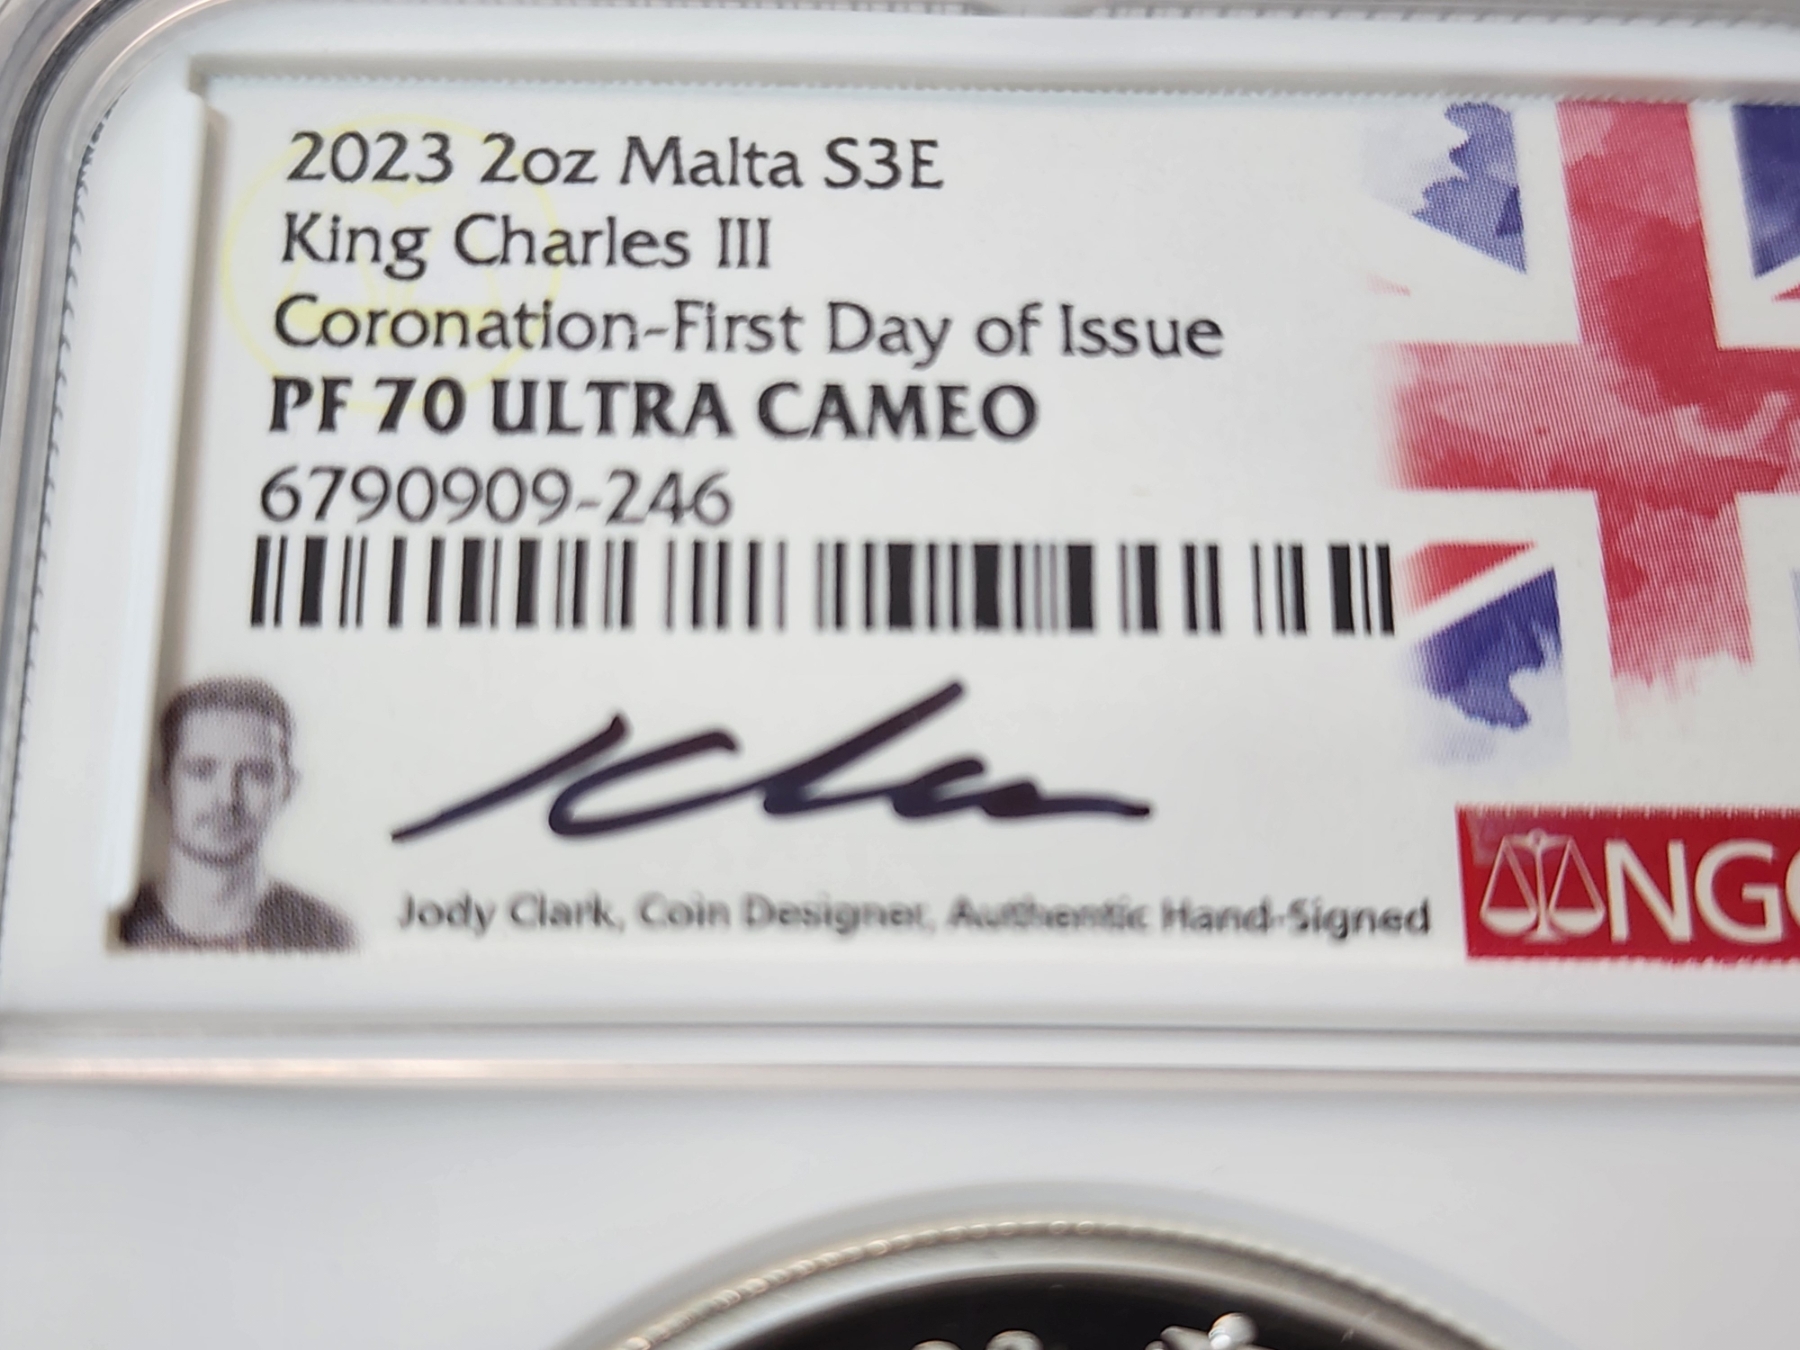 2023 2oz Malta S3E
King Charles III
Coronation-First Day of Issue
PF 70 ULTRA CAMEO
6790909-246
Jody Clark, Coin Designer, Authentic Hand-Signed
NG